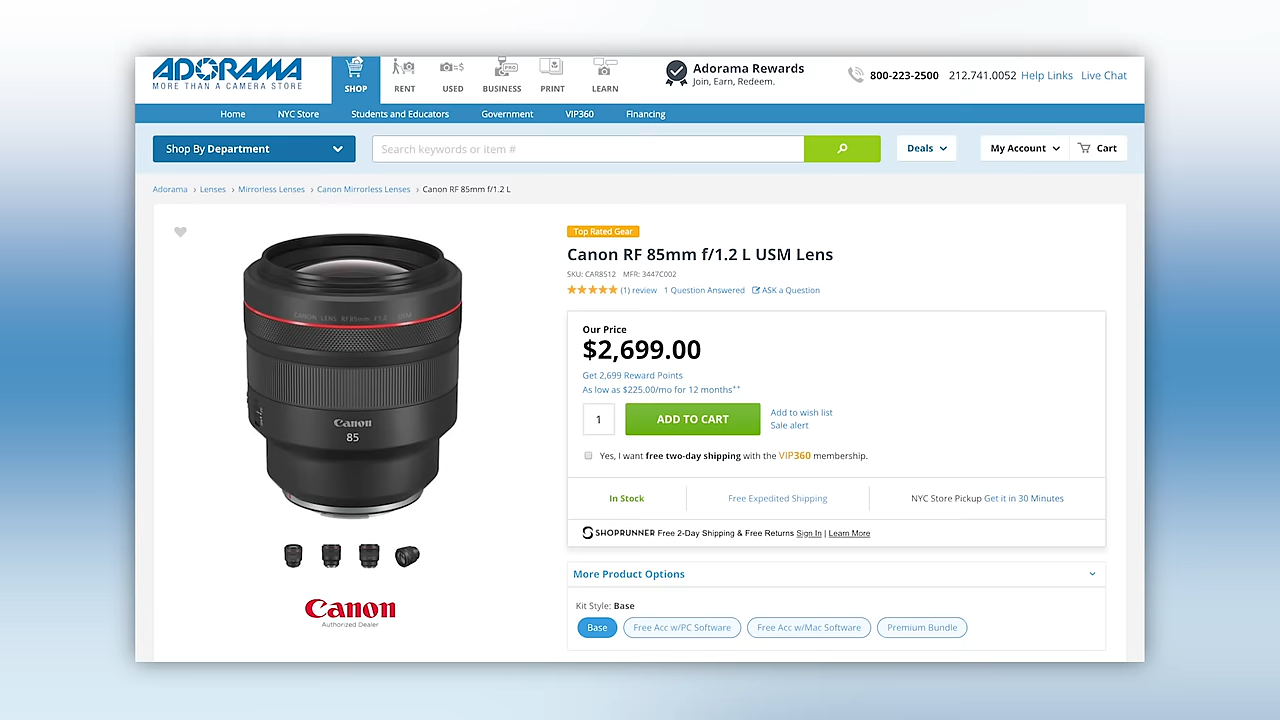 ADORAMA
MORE THAN A CAMERA STORE
SHOP
RENT
USED
BUSINESS
PRINT
LEARN
Adorama Rewards
Join, Earn, Redeem.
800-223-2500 212.741.0052 Help Links Live Chat
Home NYC Store Students and Educators Government VIP360 Financing
Shop By Department
Search keywords or item #
Deals
My Account
Cart
Adorama › Lenses › Mirrorless Lenses › Canon Mirrorless Lenses › Canon RF 85mm f/1.2 L
Top Rated Gear
Canon RF 85mm f/1.2 L USM Lens
SKU: CAR8512 MFR: 3447C002
(1) review 1 Question Answered ASK a Question
Our Price
$2,699.00
Get 2,699 Reward Points
As low as $225.00/mo for 12 months++
1
ADD TO CART
Add to wish list
Sale alert
Yes, I want free two-day shipping with the VIP360 membership.
In Stock
Free Expedited Shipping
NYC Store Pickup Get it in 30 Minutes
SHOPRUNNER Free 2-Day Shipping & Free Returns Sign In | Learn More
More Product Options
Kit Style: Base
Base
Free Acc w/PC Software
Free Acc w/Mac Software
Premium Bundle
CANON LENS RF85mm F1.2 L USM
Canon
85
Canon
Authorized Dealer